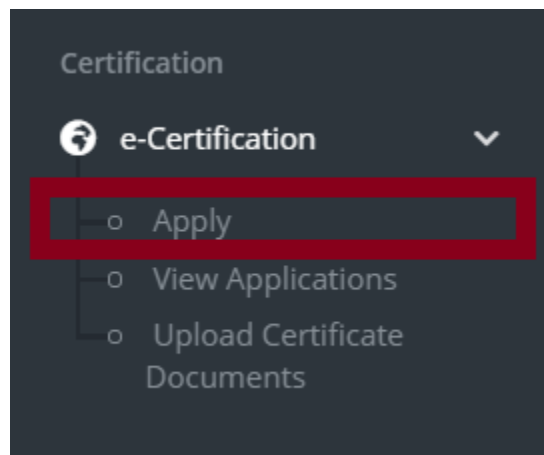 Certification
e-Certification
Apply
View Applications
Upload Certificate
Documents